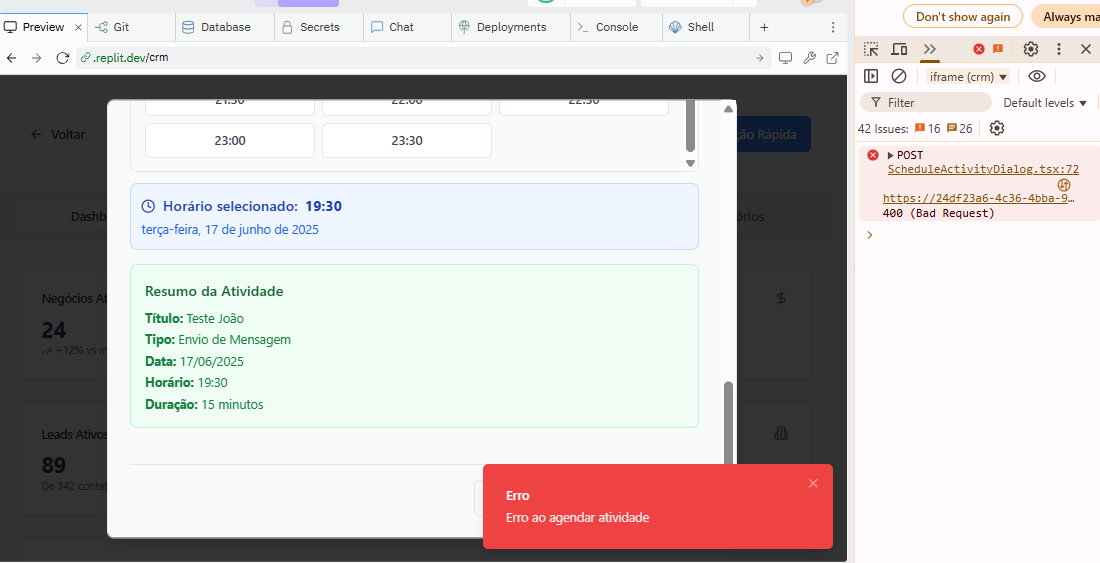 Preview
Git
Database
Secrets
Chat
Deployments
Console
Shell
Don't show again
Always ma
.replit.dev/crm
iframe (crm)
Filter
Default levels
42 Issues: 16 26
POST
ScheduleActivityDialog.tsx:72
https://24df23a6-4c36-4bba-9…
400 (Bad Request)
Voltar
ção Rápida
21:30
22:00
22:30
23:00
23:30
Horário selecionado: 19:30
terça-feira, 17 de junho de 2025
Dashb
órios
Resumo da Atividade
Título: Teste João
Tipo: Envio de Mensagem
Data: 17/06/2025
Horário: 19:30
Duração: 15 minutos
Negócios At
24
+12% vs m
$
Leads Ativos
89
De 342 contat
Erro
Erro ao agendar atividade